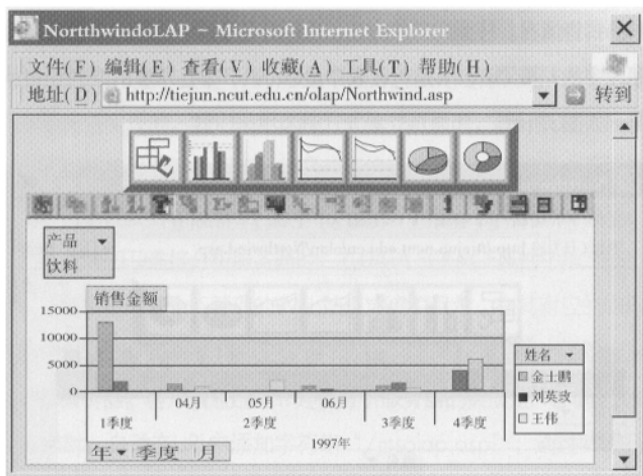 NortthwindoLAP - Microsoft Internet Explorer
文件(F) 编辑(E) 查看(V) 收藏(A) 工具(T) 帮助(H)
地址(D) http://tiejun.ncut.edu.cn/olap/Northwind.asp 转到
产品
饮料
销售金额
15000
10000
5000
0
04月 05月 06月
1季度 2季度 3季度 4季度
1997年
年 季度 月
姓名
金士鹏
刘英玫
王伟